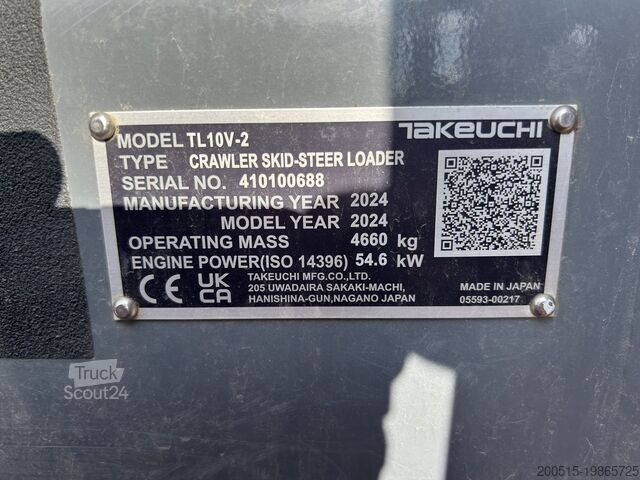 TAKEUCHI
MODEL TL10V-2
TYPE CRAWLER SKID-STEER LOADER
SERIAL NO. 410100688
MANUFACTURING YEAR 2024
MODEL YEAR 2024
OPERATING MASS 4660 kg
ENGINE POWER(ISO 14396) 54.6 kW
CE UK CA
TAKEUCHI MFG.CO.,LTD.
205 UWADAIRA SAKAKI-MACHI,
HANISHINA-GUN,NAGANO JAPAN
MADE IN JAPAN
05593-00217
Truck
Scout24
200515-19865725